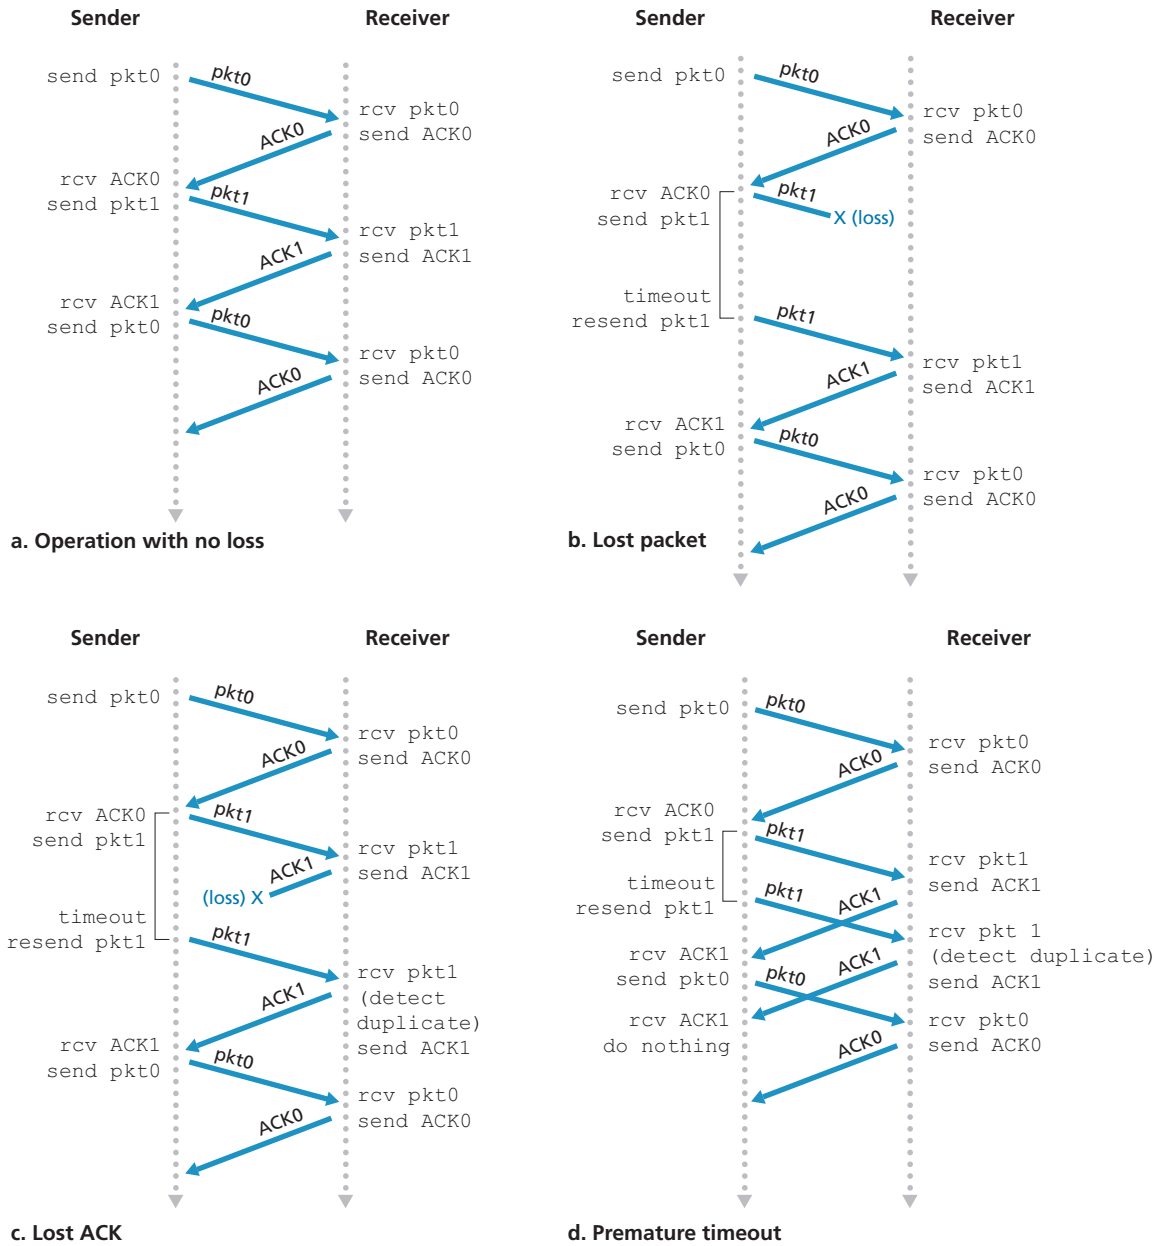 Sender
Receiver
send pkt0
pkt0
rcv pkt0
send ACK0
ACK0
rcv ACK0
send pkt1
pkt1
rcv pkt1
send ACK1
ACK1
rcv ACK1
send pkt0
pkt0
rcv pkt0
send ACK0
ACK0
a. Operation with no loss
Sender
Receiver
send pkt0
pkt0
rcv pkt0
send ACK0
ACK0
rcv ACK0
send pkt1
pkt1
X (loss)
timeout
resend pkt1
pkt1
rcv pkt1
send ACK1
ACK1
rcv ACK1
send pkt0
pkt0
rcv pkt0
send ACK0
ACK0
b. Lost packet
Sender
Receiver
send pkt0
pkt0
rcv pkt0
send ACK0
ACK0
rcv ACK0
send pkt1
pkt1
rcv pkt1
send ACK1
ACK1
(loss) X
timeout
resend pkt1
pkt1
rcv pkt1
(detect
duplicate)
send ACK1
ACK1
rcv ACK1
send pkt0
pkt0
rcv pkt0
send ACK0
ACK0
c. Lost ACK
Sender
Receiver
send pkt0
pkt0
rcv pkt0
send ACK0
ACK0
rcv ACK0
send pkt1
pkt1
rcv pkt1
send ACK1
timeout
resend pkt1
pkt1
ACK1
rcv pkt 1
(detect duplicate)
send ACK1
rcv ACK1
send pkt0
pkt0
ACK1
rcv ACK1
do nothing
rcv pkt0
send ACK0
ACK0
d. Premature timeout